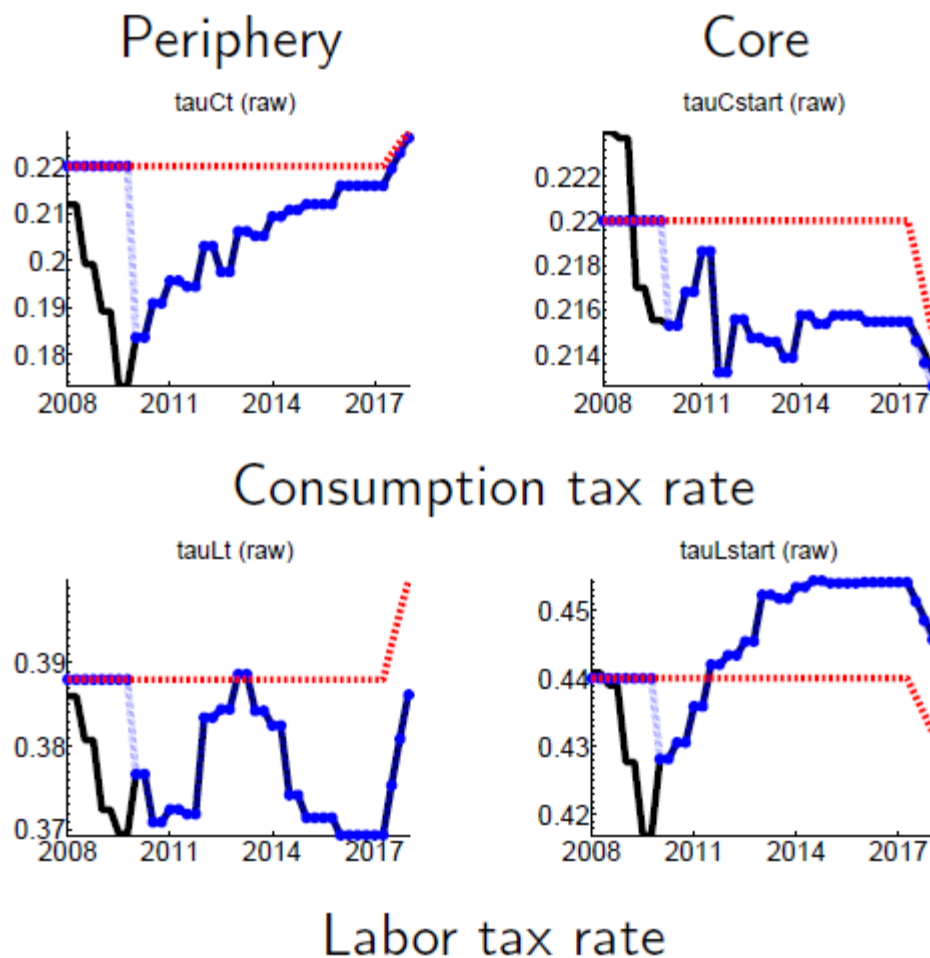 Periphery Core
tauCt (raw) tauCstart (raw)
0.22
0.21
0.2
0.19
0.18
2008 2011 2014 2017
0.222
0.22
0.218
0.216
0.214
2008 2011 2014 2017
Consumption tax rate
tauLt (raw) tauLstart (raw)
0.39
0.38
0.37
2008 2011 2014 2017
0.45
0.44
0.43
0.42
2008 2011 2014 2017
Labor tax rate